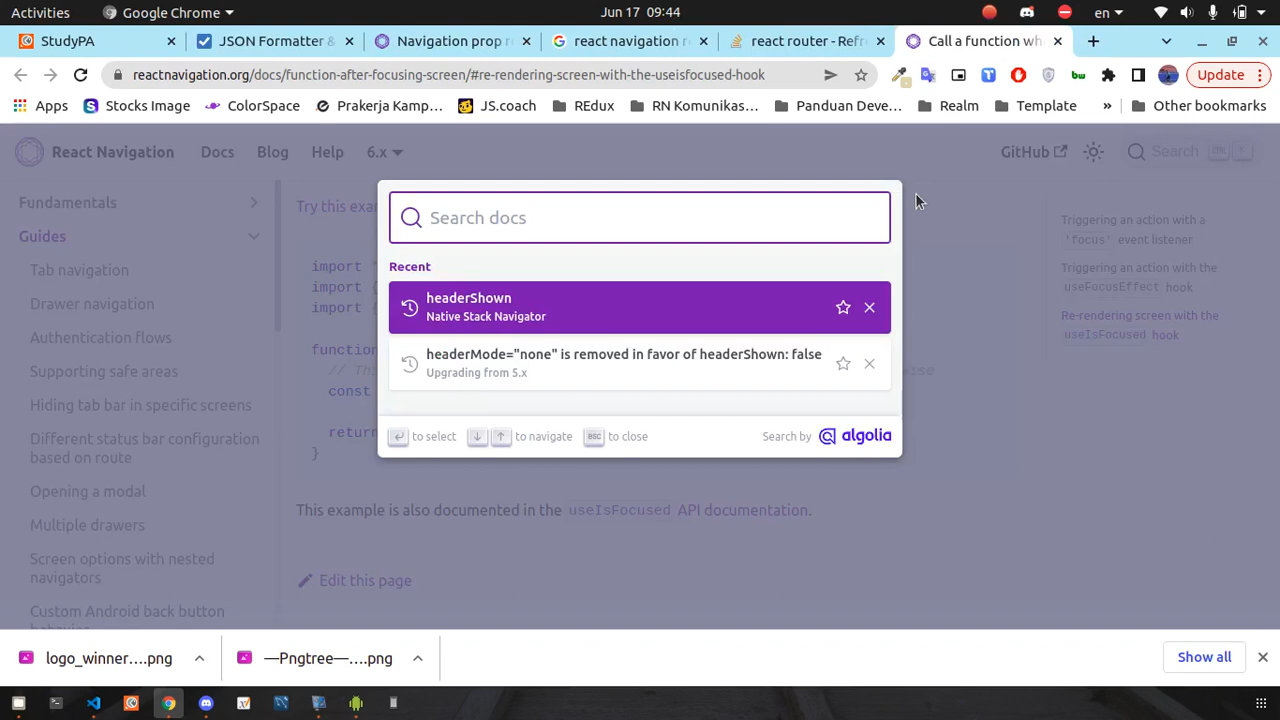 Activities
Google Chrome
Jun 17 09:44
en
StudyPA
JSON Formatter &
Navigation prop r
react navigation r
react router - Refr
Call a function wh
reactnavigation.org/docs/function-after-focusing-screen/#re-rendering-screen-with-the-useisfocused-hook
Update
Apps
Stocks Image
ColorSpace
Prakerja Kamp...
JS.coach
REdux
RN Komunikas...
Panduan Deve...
Realm
Template
»
Other bookmarks
React Navigation
Docs
Blog
Help
6.x
GitHub
Search
Fundamentals
Guides
Tab navigation
Drawer navigation
Authentication flows
Supporting safe areas
Hiding tab bar in specific screens
Different status bar configuration
based on route
Opening a modal
Multiple drawers
Screen options with nested
navigators
Custom Android back button
Try this exa
import
import {
import {
function
// Th
const
return
}
Search docs
Recent
headerShown
Native Stack Navigator
headerMode="none" is removed in favor of headerShown: false
Upgrading from 5.x
to select
to navigate
ESC to close
Search by algolia
This example is also documented in the useIsFocused API documentation.
Edit this page
Triggering an action with a
'focus' event listener
Triggering an action with the
useFocusEffect hook
Re-rendering screen with the
useIsFocused hook
logo_winner....png
—Pngtree—....png
Show all